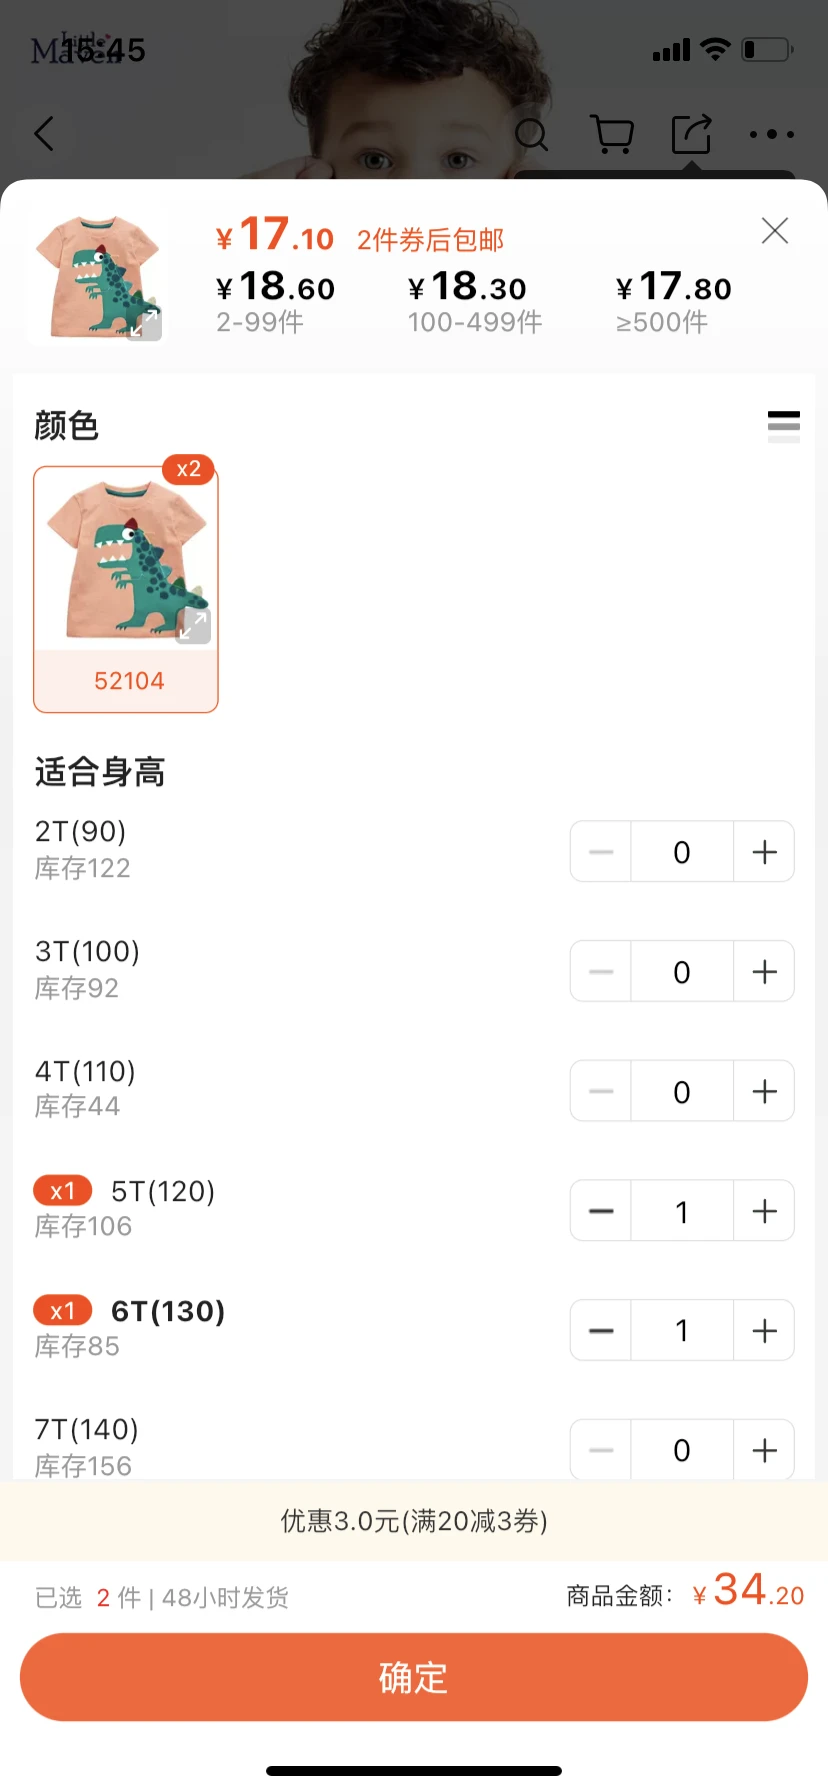 Little
Maven
15:45
¥17.10 2件券后包邮
¥18.60 ¥18.30 ¥17.80
2-99件 100-499件 ≥500件
颜色
x2
52104
适合身高
2T(90)
库存122
0
3T(100)
库存92
0
4T(110)
库存44
0
x1 5T(120)
库存106
1
x1 6T(130)
库存85
1
7T(140)
库存156
0
优惠3.0元(满20减3券)
已选 2 件 | 48小时发货 商品金额: ¥34.20
确定